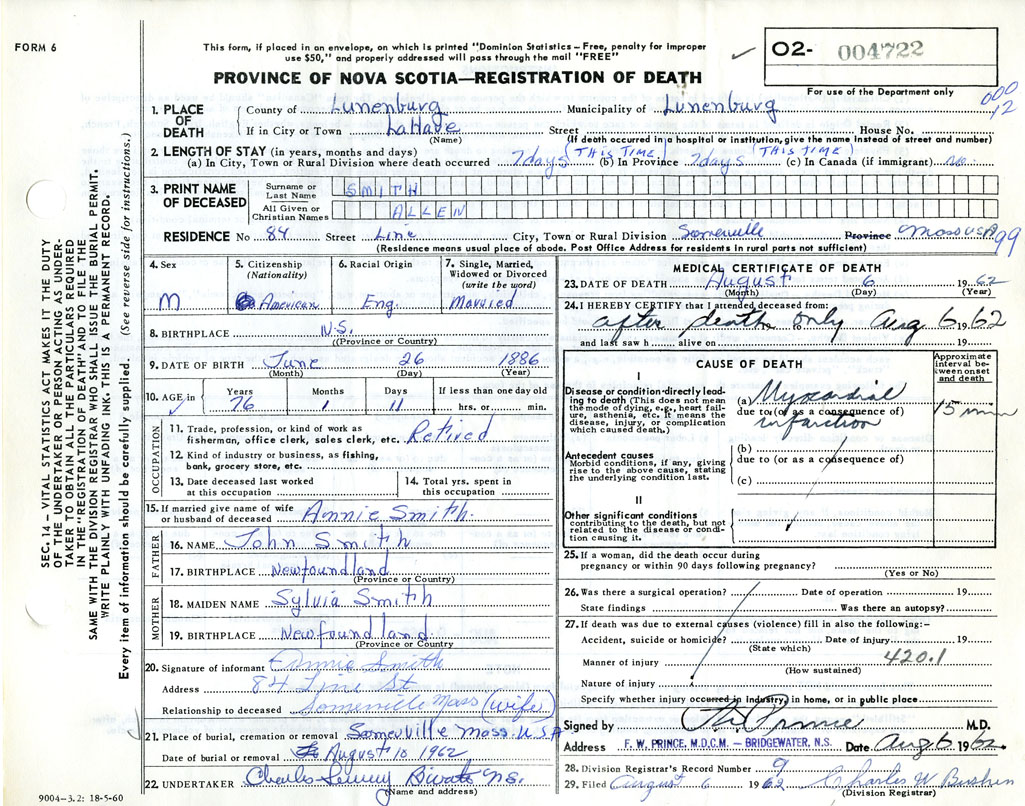 FORM 6
This form, if placed in an envelope, on which is printed "Dominion Statistics – Free, penalty for improper
use $50," and properly addressed will pass through the mail "FREE"
PROVINCE OF NOVA SCOTIA—REGISTRATION OF DEATH
O2- 004722
For use of the Department only
000
42
1. PLACE OF DEATH
County of Lunenburg Municipality of Lunenburg
If in City or Town LaHave Street House No.
(Name) (If death occurred in a hospital or institution, give the name instead of street and number)
2. LENGTH OF STAY (in years, months and days)
(a) In City, Town or Rural Division where death occurred 7 days (THIS TIME) (b) In Province 7 days (THIS TIME) (c) In Canada (if immigrant) no
3. PRINT NAME OF DECEASED
Surname or Last Name SMITH
All Given or Christian Names ALLEN
RESIDENCE No 84 Street Line City, Town or Rural Division Somerville Province Mass USA 99
(Residence means usual place of abode. Post Office Address for residents in rural parts not sufficient)
4. Sex M
5. Citizenship (Nationality) American
6. Racial Origin Eng.
7. Single, Married, Widowed or Divorced (write the word) Married
8. BIRTHPLACE N.S.
(Province or Country)
9. DATE OF BIRTH June 26 1886
(Month) (Day) (Year)
10. AGE in Years 76 Months 1 Days 11 If less than one day old hrs. or min.
OCCUPATION
11. Trade, profession, or kind of work as fisherman, office clerk, sales clerk, etc. Retired
12. Kind of industry or business, as fishing, bank, grocery store, etc.
13. Date deceased last worked at this occupation
14. Total yrs. spent in this occupation
15. If married give name of wife or husband of deceased Annie Smith
FATHER
16. NAME John Smith
17. BIRTHPLACE Newfoundland
(Province or Country)
MOTHER
18. MAIDEN NAME Sylvia Smith
19. BIRTHPLACE Newfoundland
(Province or Country)
20. Signature of informant Annie Smith
Address 84 Line St
Somerville Mass
Relationship to deceased (wife)
21. Place of burial, cremation or removal Somerville Mass. U.S.A
Date of burial or removal August 10 1962
22. UNDERTAKER Charles
N.S.
(Name and address)
9004-3.2: 18-5-60
MEDICAL CERTIFICATE OF DEATH
23. DATE OF DEATH August 6 1962
(Month) (Day) (Year)
24. I HEREBY CERTIFY that I attended deceased from:
after death only Aug 6 1962
and last saw h alive on 19
CAUSE OF DEATH
Approximate interval between onset and death
I
Disease or condition directly leading to death (This does not mean the mode of dying, e.g., heart failure, asthenia, etc. It means the disease, injury, or complication which caused death.)
(a) Myocardial
due to (or as a consequence of)
infarction
15 min
Antecedent causes
Morbid conditions, if any, giving rise to the above cause, stating the underlying condition last.
(b)
due to (or as a consequence of)
(c)
II
Other significant conditions
contributing to the death, but not related to the disease or condition causing it.
25. If a woman, did the death occur during pregnancy or within 90 days following pregnancy?
(Yes or No)
26. Was there a surgical operation? Date of operation 19
State findings Was there an autopsy?
27. If death was due to external causes (violence) fill in also the following:-
Accident, suicide or homicide? Date of injury 19
(State which)
420.1
Manner of injury
(How sustained)
Nature of injury
Specify whether injury occurred in industry, in home, or in public place
Signed by Prince M.D.
Address F. W. PRINCE, M.D.C.M. – BRIDGEWATER, N.S. Date Aug 6 1962
28. Division Registrar's Record Number 9
29. Filed August 6 1962 Charles W
(Division Registrar)
SEC. 14 – VITAL STATISTICS ACT MAKES IT THE DUTY
OF THE UNDERTAKER OR PERSON ACTING AS UNDER-
TAKER TO OBTAIN ALL THE PARTICULARS REQUIRED
IN THE "REGISTRATION OF DEATH" AND TO FILE THE
SAME WITH THE DIVISION REGISTRAR WHO SHALL ISSUE THE BURIAL PERMIT.
WRITE PLAINLY WITH UNFADING INK. THIS IS A PERMANENT RECORD.
Every item of information should be carefully supplied. (See reverse side for instructions.)